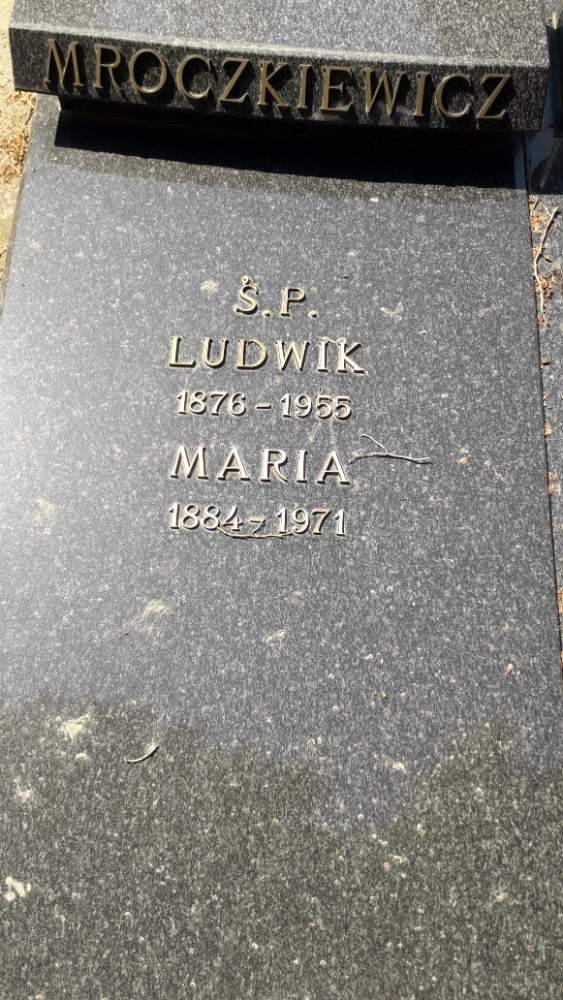 MROCZKIEWICZ
Ś.P.
LUDWIK
1876 – 1955
MARIA
1884 – 1971